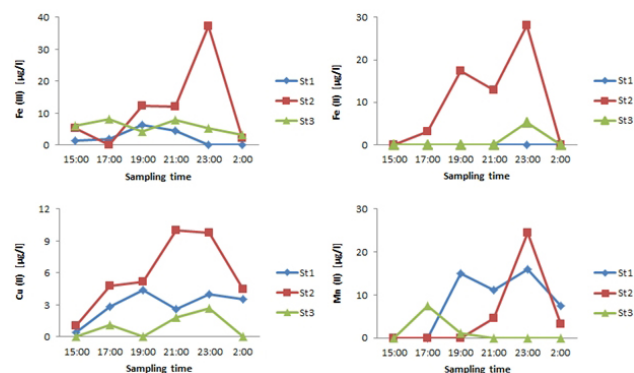 Fe (III) [µg/l]
40
30
20
10
0
15:00 17:00 19:00 21:00 23:00 2:00
Sampling time
St1
St2
St3
Fe (II) [µg/l]
30
20
10
0
15:00 17:00 19:00 21:00 23:00 2:00
Sampling time
St1
St2
St3
Cu (II) [µg/l]
12
9
6
3
0
15:00 17:00 19:00 21:00 23:00 2:00
Sampling time
St1
St2
St3
Mn (II) [µg/l]
30
20
10
0
15:00 17:00 19:00 21:00 23:00 2:00
Sampling time
St1
St2
St3